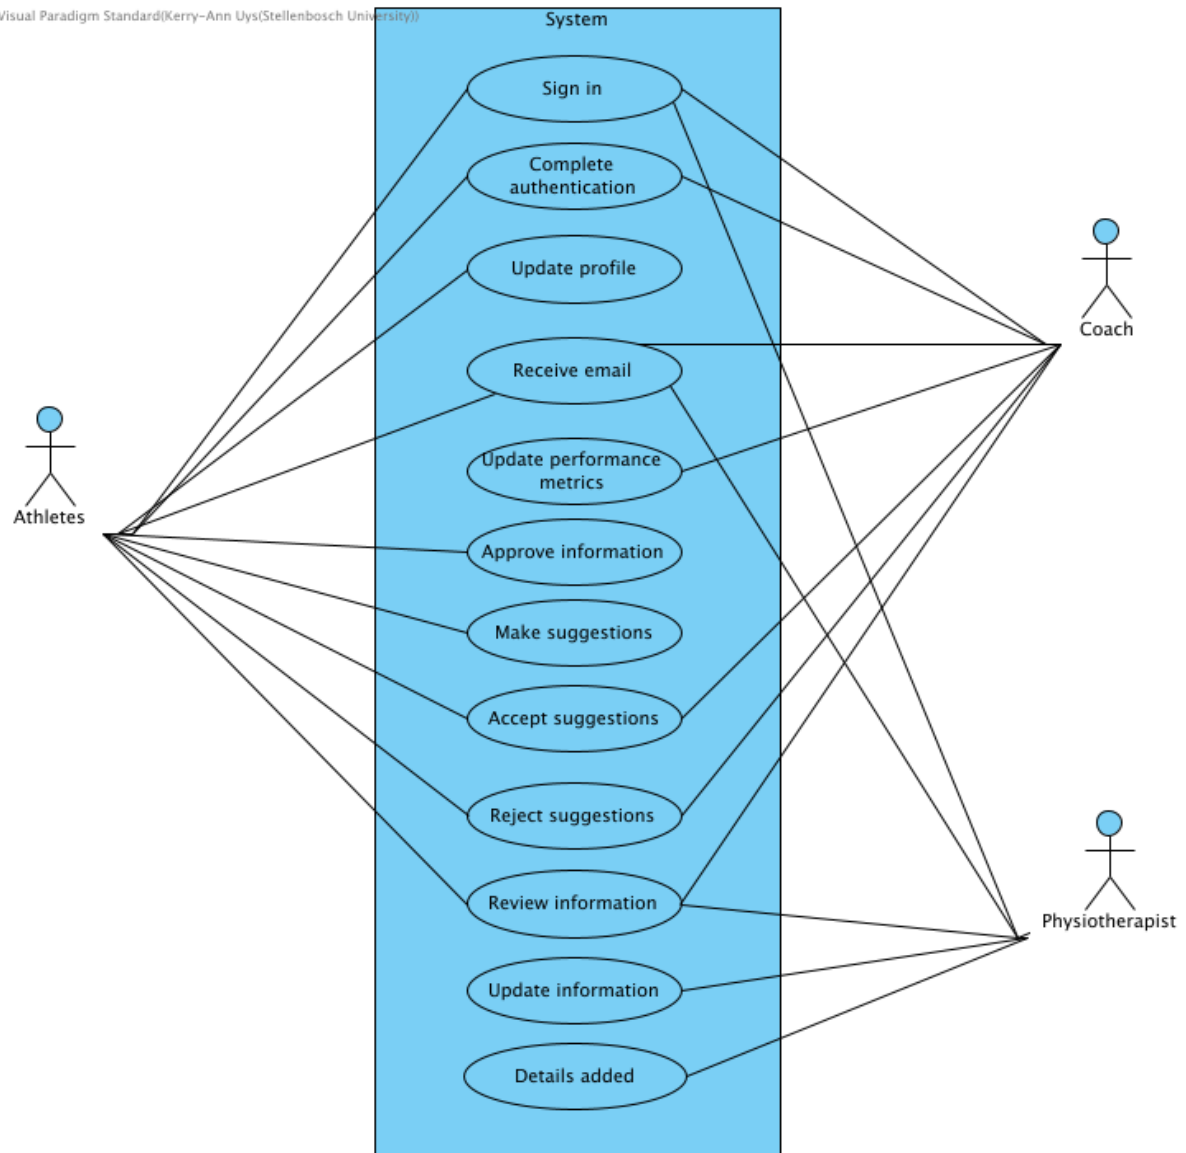 Visual Paradigm Standard(Kerry-Ann Uys(Stellenbosch University))
System
Sign in
Complete
authentication
Update profile
Receive email
Update performance
metrics
Approve information
Make suggestions
Accept suggestions
Reject suggestions
Review information
Update information
Details added
Athletes
Coach
Physiotherapist